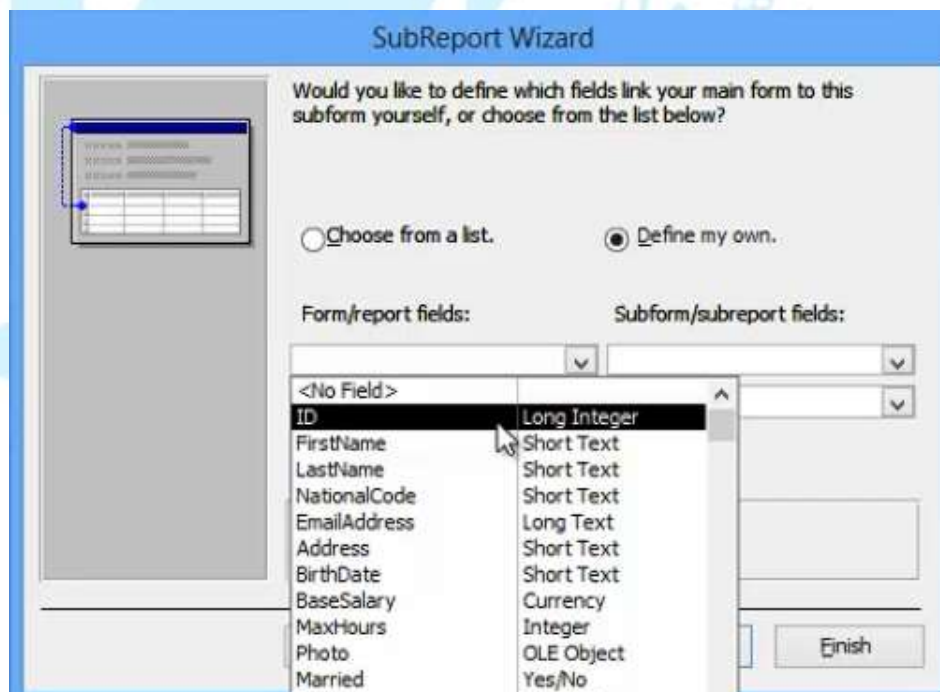 SubReport Wizard
Would you like to define which fields link your main form to this
subform yourself, or choose from the list below?
Choose from a list.
Define my own.
Form/report fields:
Subform/subreport fields:
<No Field>
ID Long Integer
FirstName Short Text
LastName Short Text
NationalCode Short Text
EmailAddress Long Text
Address Short Text
BirthDate Short Text
BaseSalary Currency
MaxHours Integer
Photo OLE Object
Married Yes/No
Finish